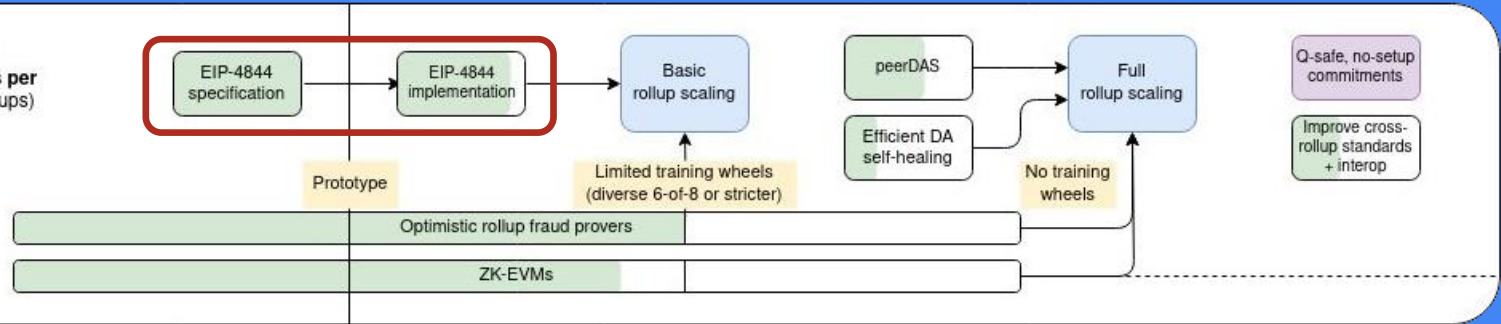 s per
ups)
EIP-4844
specification
EIP-4844
implementation
Basic
rollup scaling
peerDAS
Full
rollup scaling
Q-safe, no-setup
commitments
Efficient DA
self-healing
Improve cross-
rollup standards
+ interop
Prototype
Limited training wheels
(diverse 6-of-8 or stricter)
No training
wheels
Optimistic rollup fraud provers
ZK-EVMs